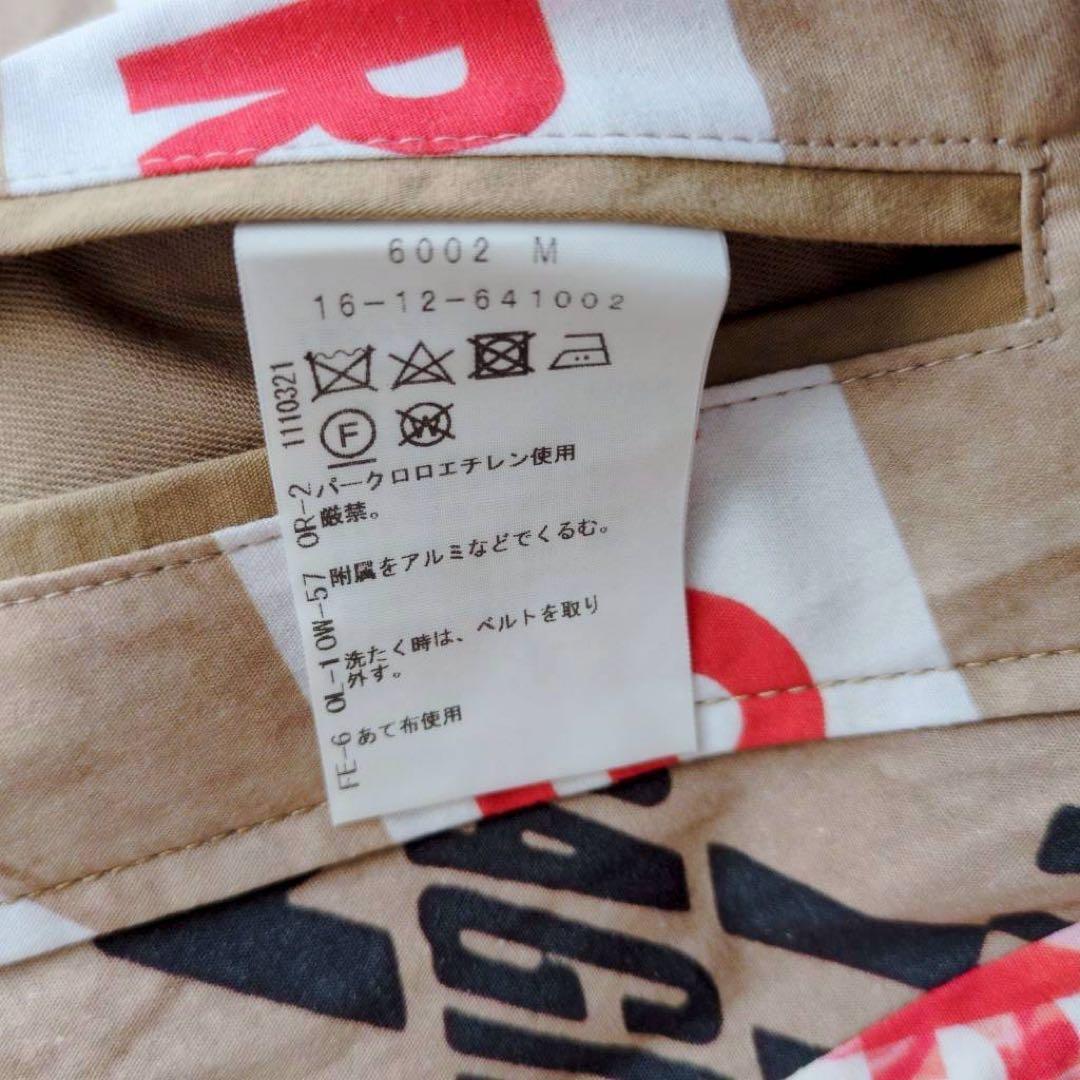 R
6002 M
16-12-641002
1110321
F
W
OR-2
パークロロエチレン使用
厳禁。
OW-57
附属をアルミなどでくるむ。
OL-1
洗たく時は、ベルトを取り
外す。
FE-6
あて布使用